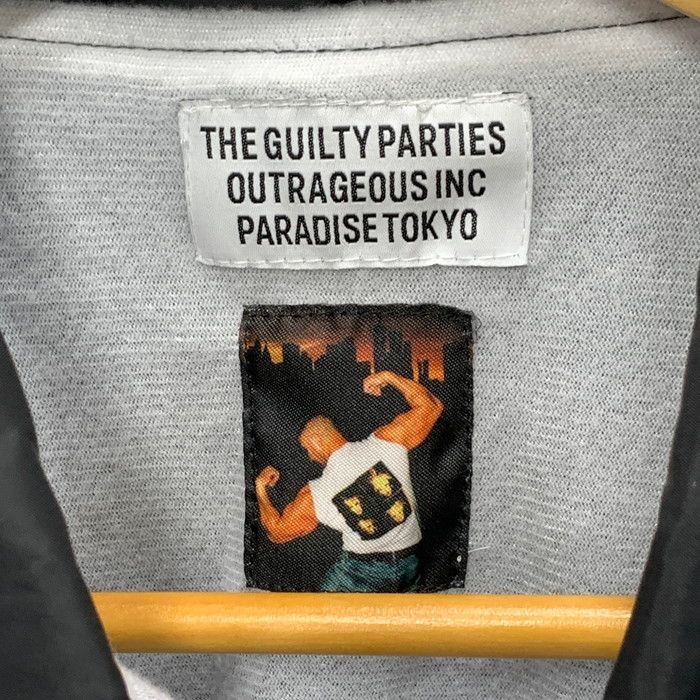 THE GUILTY PARTIES
OUTRAGEOUS INC
PARADISE TOKYO